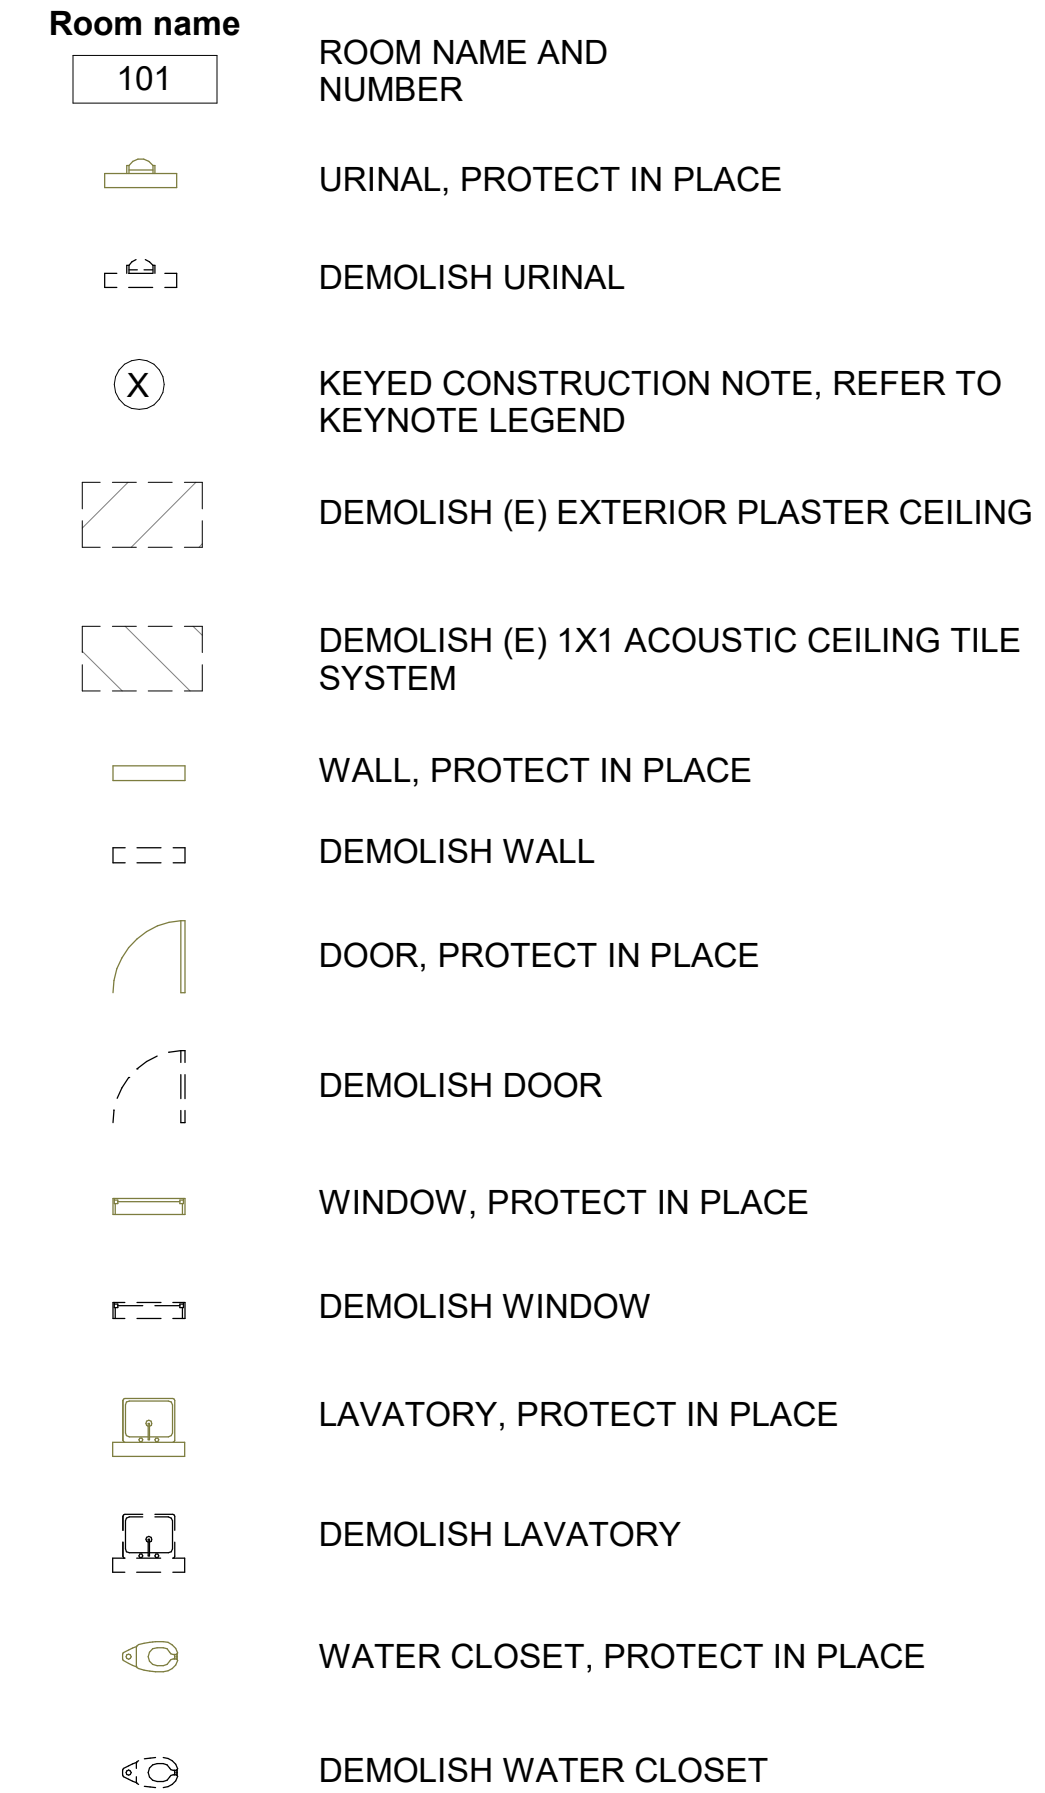 Room name
101
ROOM NAME AND
NUMBER
URINAL, PROTECT IN PLACE
DEMOLISH URINAL
X
KEYED CONSTRUCTION NOTE, REFER TO
KEYNOTE LEGEND
DEMOLISH (E) EXTERIOR PLASTER CEILING
DEMOLISH (E) 1X1 ACOUSTIC CEILING TILE
SYSTEM
WALL, PROTECT IN PLACE
DEMOLISH WALL
DOOR, PROTECT IN PLACE
DEMOLISH DOOR
WINDOW, PROTECT IN PLACE
DEMOLISH WINDOW
LAVATORY, PROTECT IN PLACE
DEMOLISH LAVATORY
WATER CLOSET, PROTECT IN PLACE
DEMOLISH WATER CLOSET